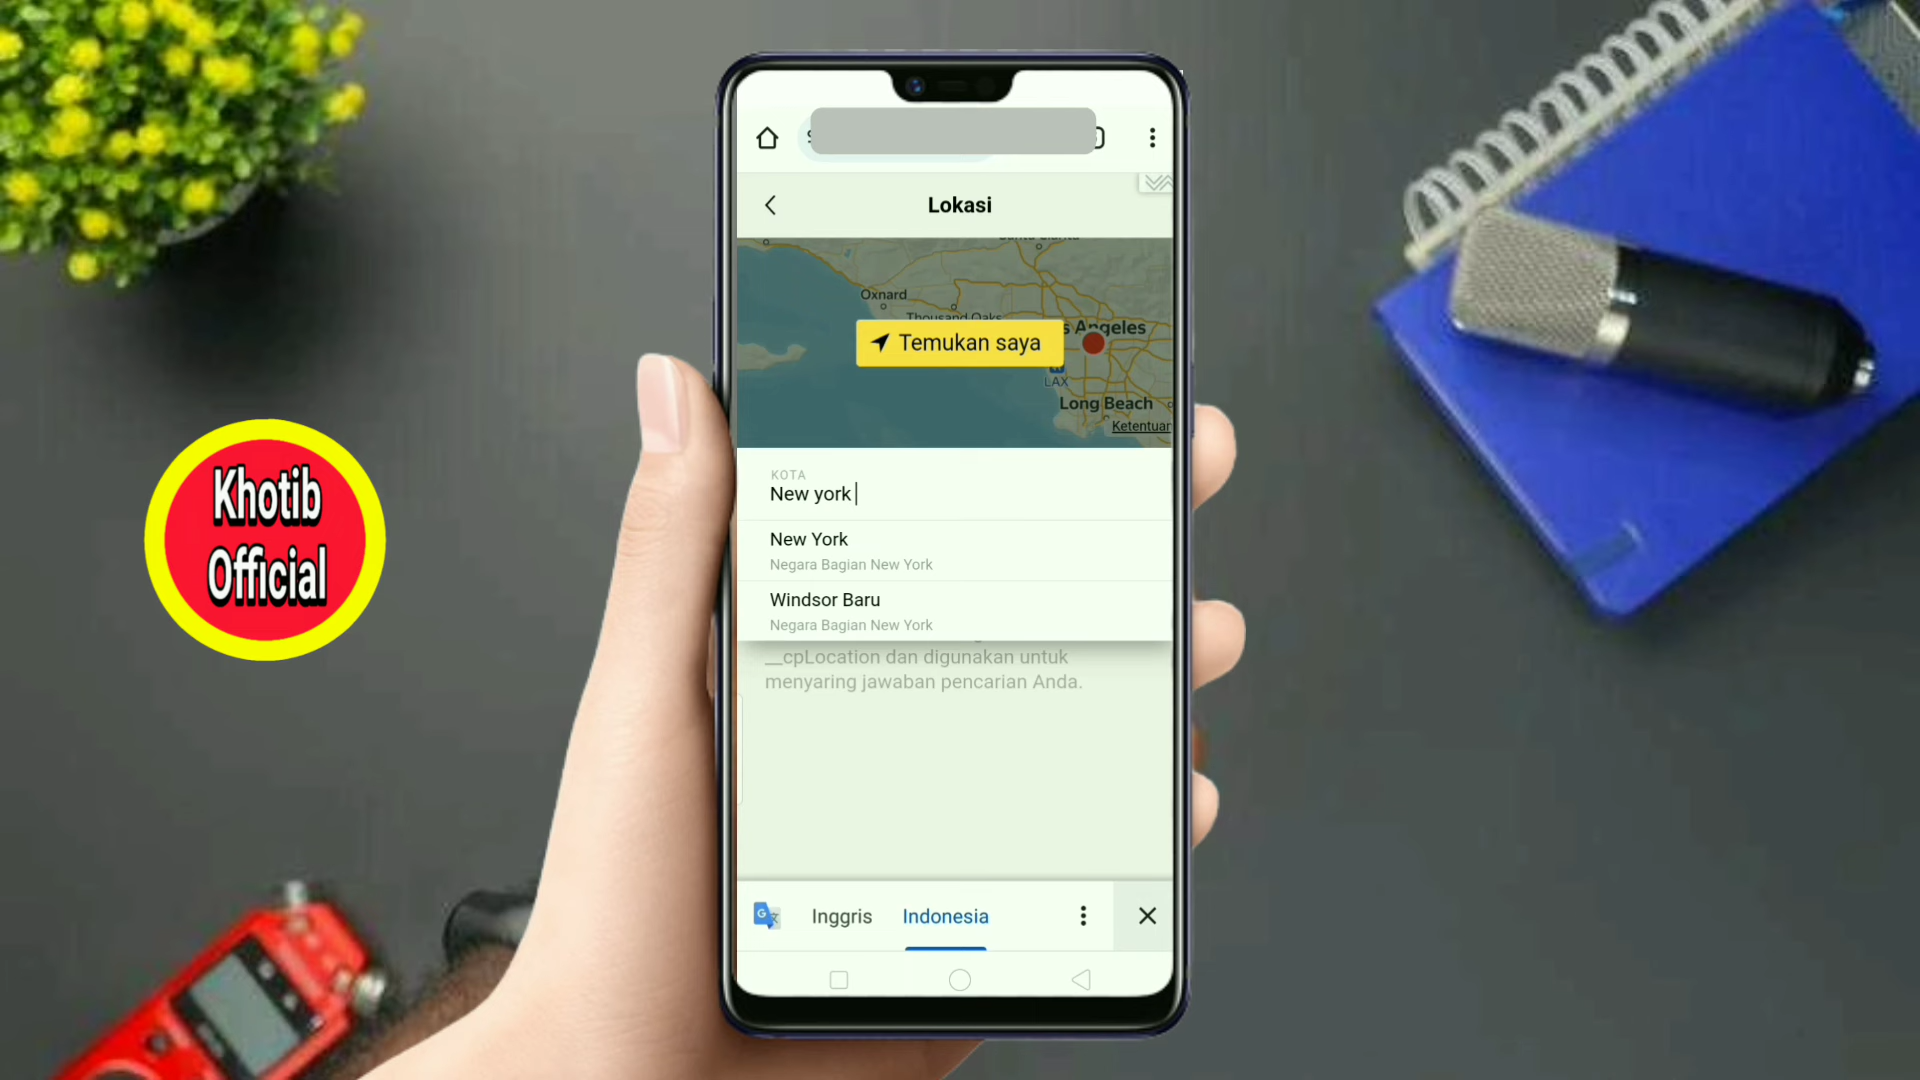 Khotib
Official
Lokasi
Oxnard
Thousand Oaks
s Angeles
Temukan saya
LAX
Long Beach
Ketentuan
KOTA
New york
New York
Negara Bagian New York
Windsor Baru
Negara Bagian New York
__cpLocation dan digunakan untuk
menyaring jawaban pencarian Anda.
Inggris
Indonesia